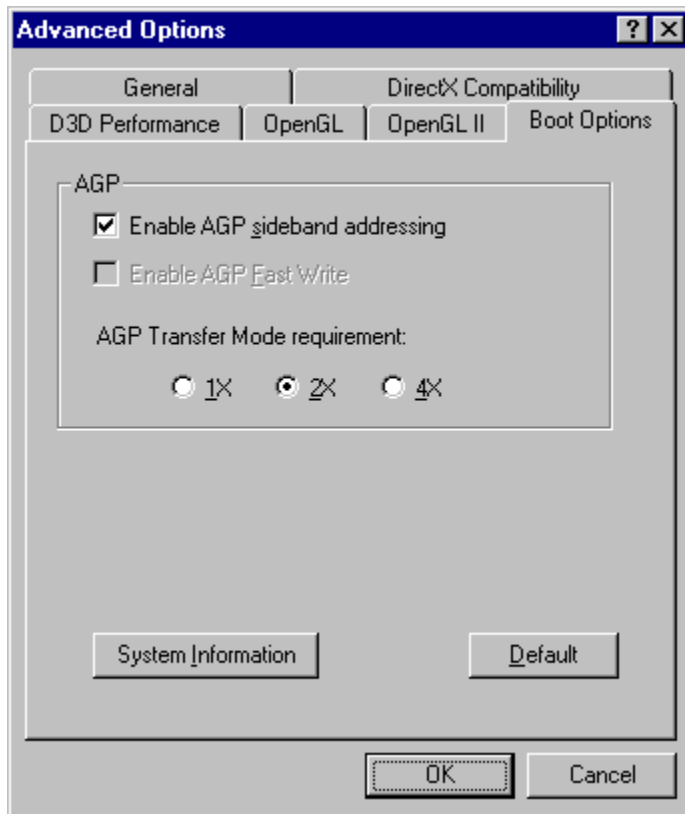 Advanced Options
General DirectX Compatibility
D3D Performance OpenGL OpenGL II Boot Options
AGP
Enable AGP sideband addressing
Enable AGP Fast Write
AGP Transfer Mode requirement:
1X 2X 4X
System Information Default
OK Cancel